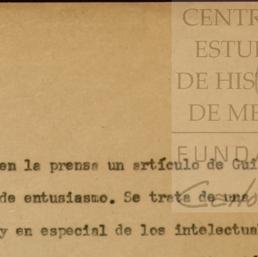 CENTR
ESTU
DE HIS
DE ME
FUND
en la prensa un artículo de Gui
de entusiasmo. Se trata de una
y en especial de los intelectua